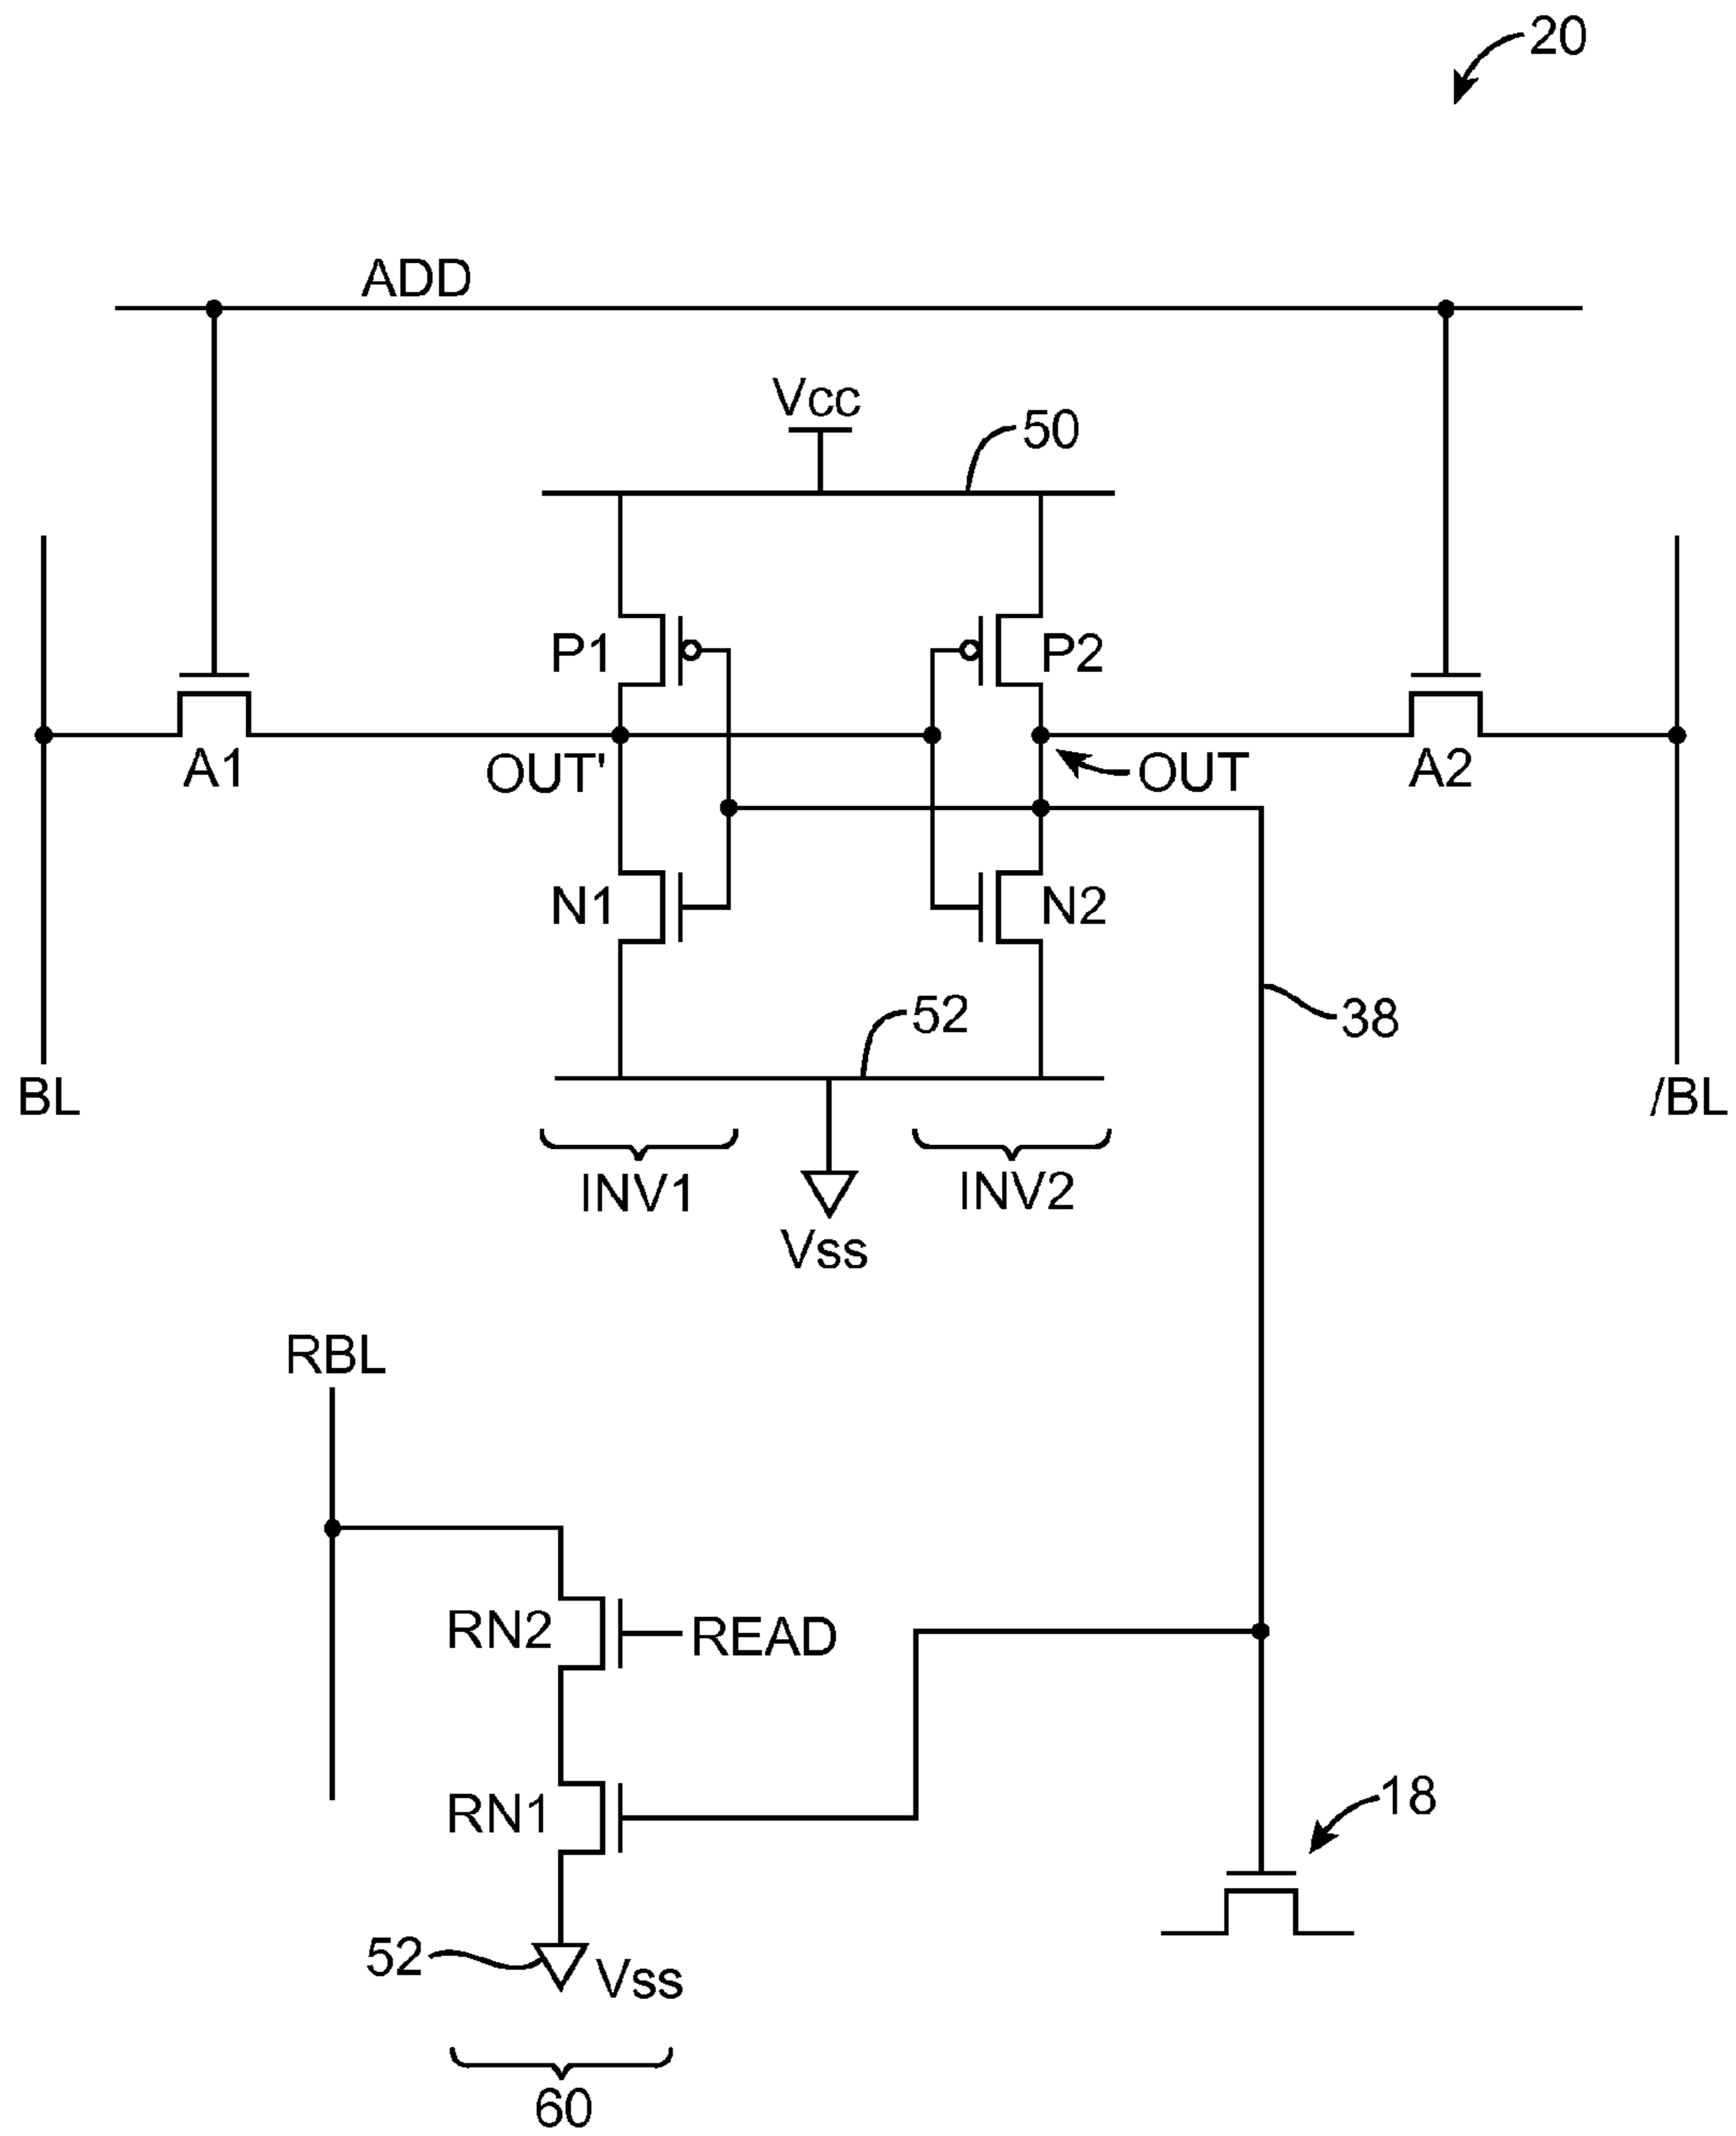 20
ADD
Vcc
50
P1
P2
A1
OUT'
OUT
A2
N1
N2
52
38
BL
/BL
INV1
INV2
Vss
RBL
RN2
READ
RN1
18
52
Vss
60